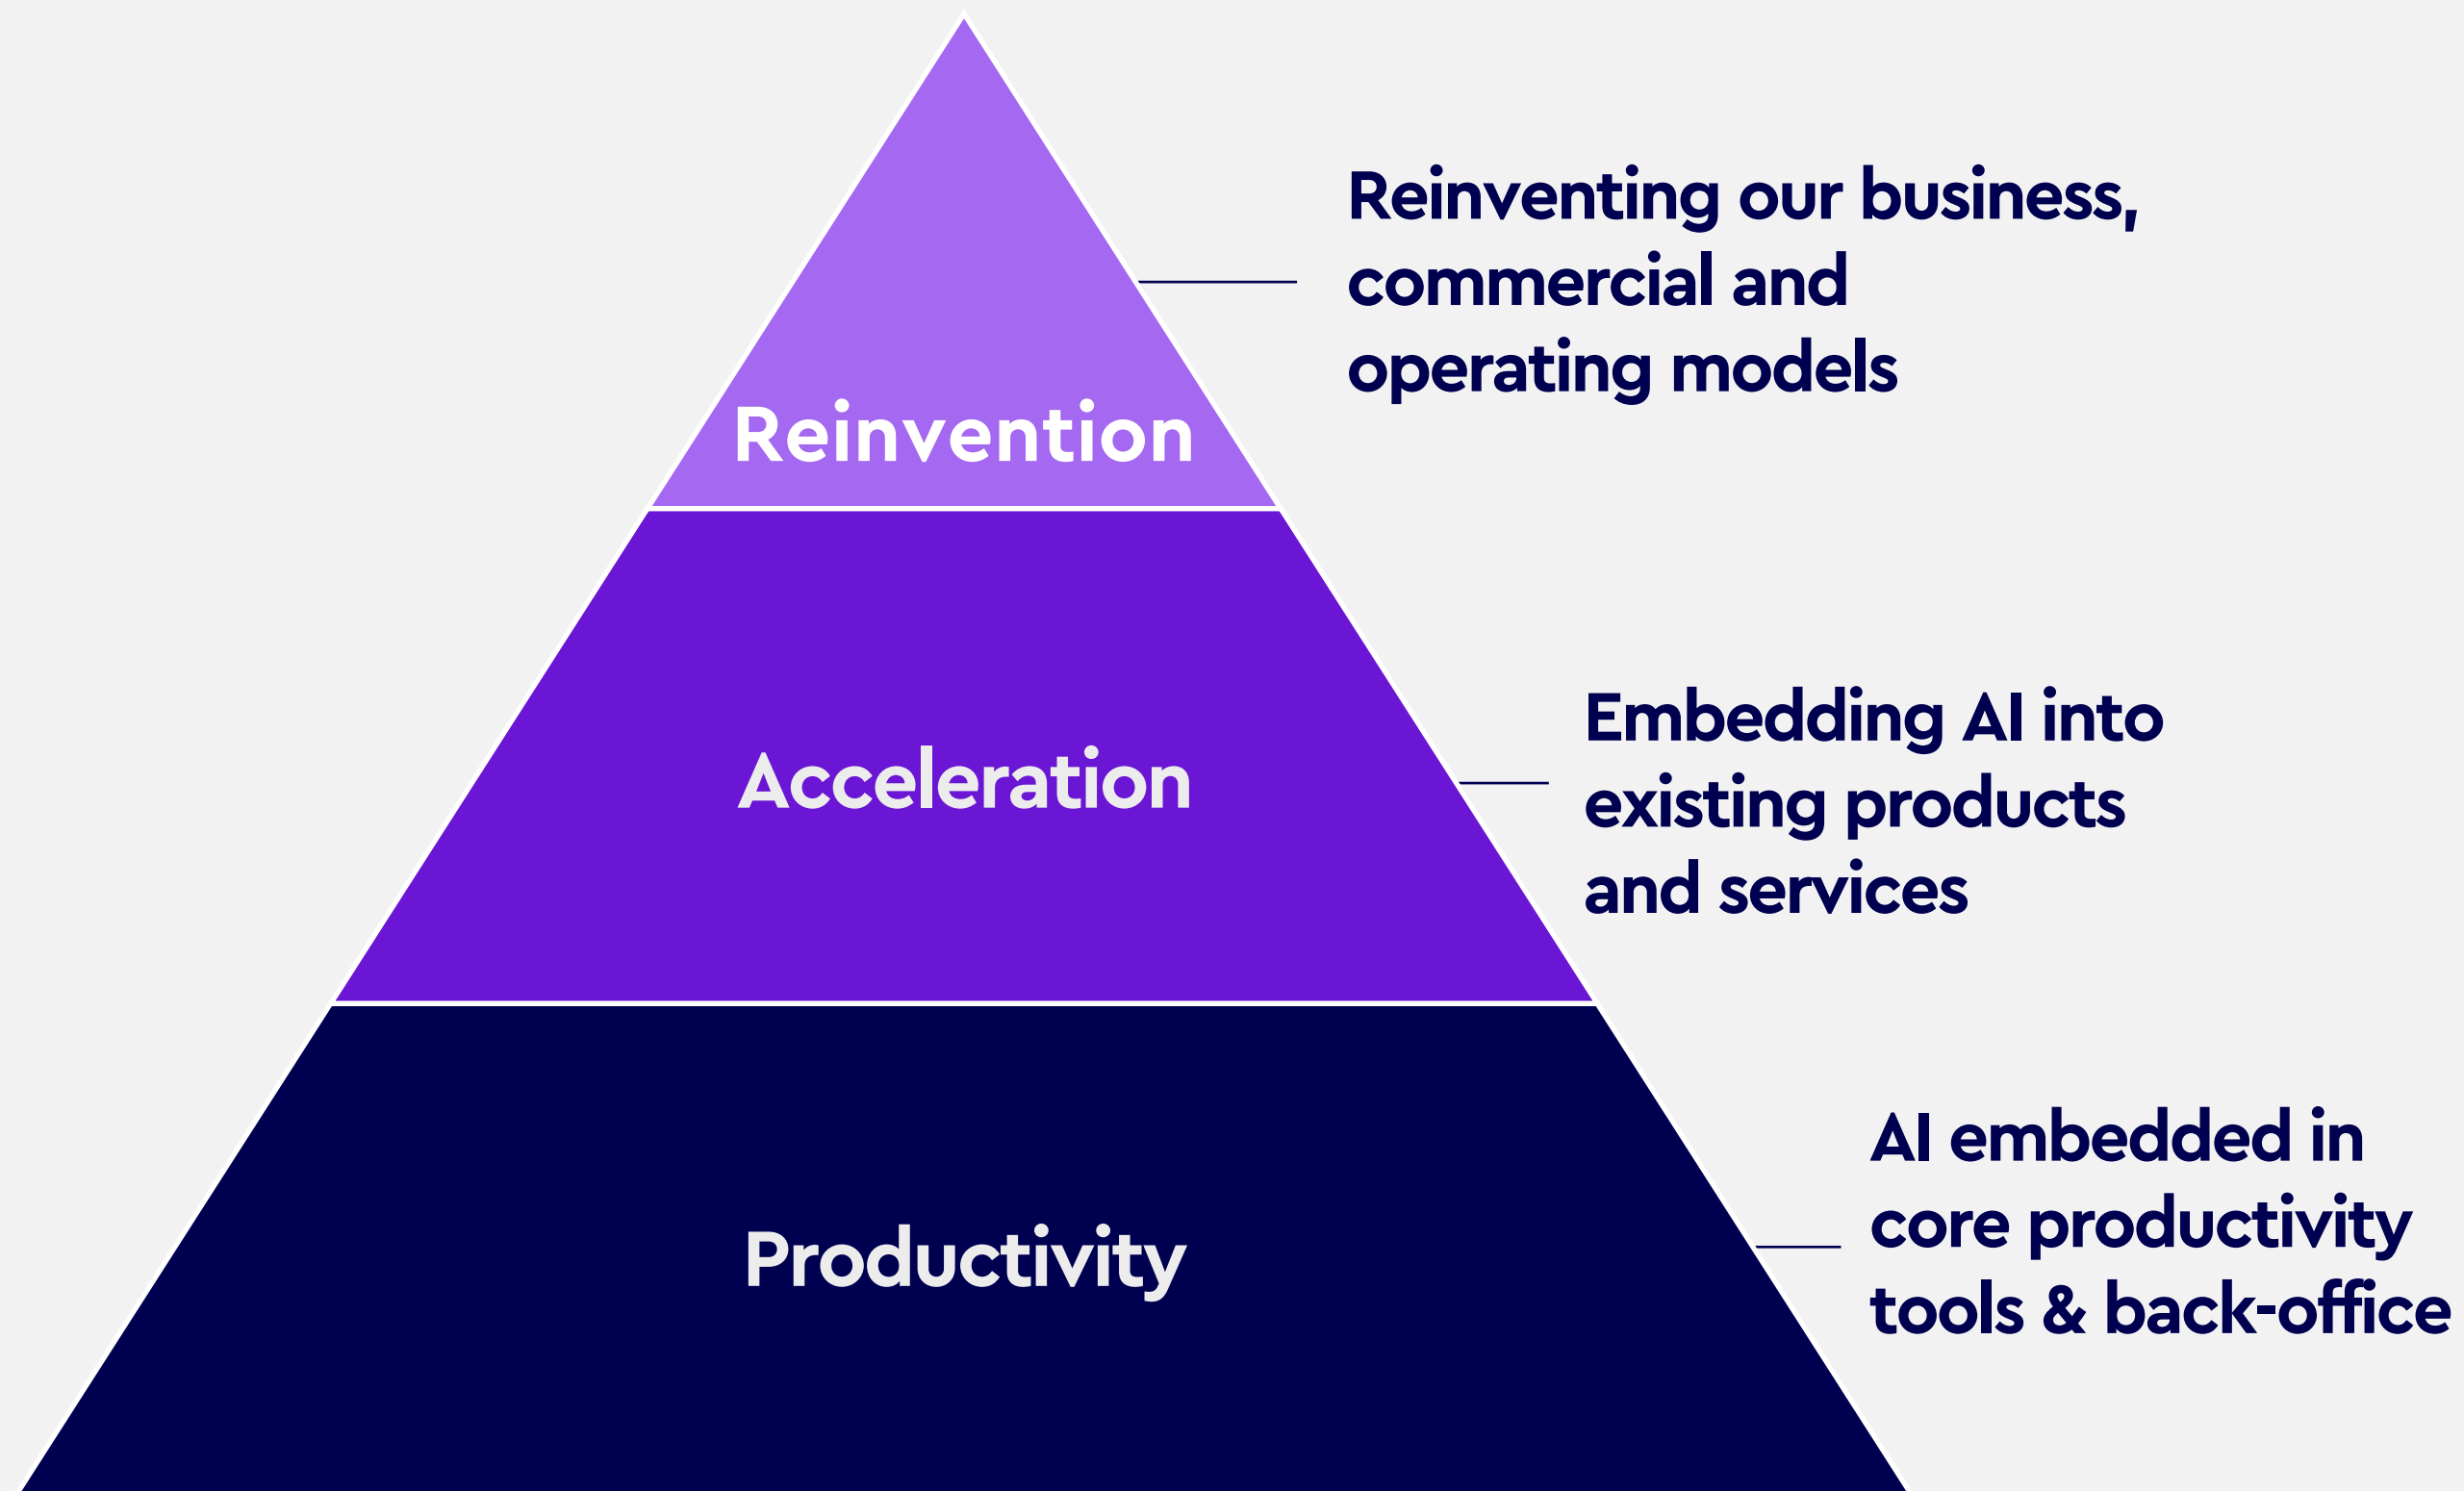 Reinventing our business,
commercial and
operating models
Reinvention
Embedding AI into
existing products
and services
Acceleration
AI embedded in
core productivity
tools & back-office
Productivity